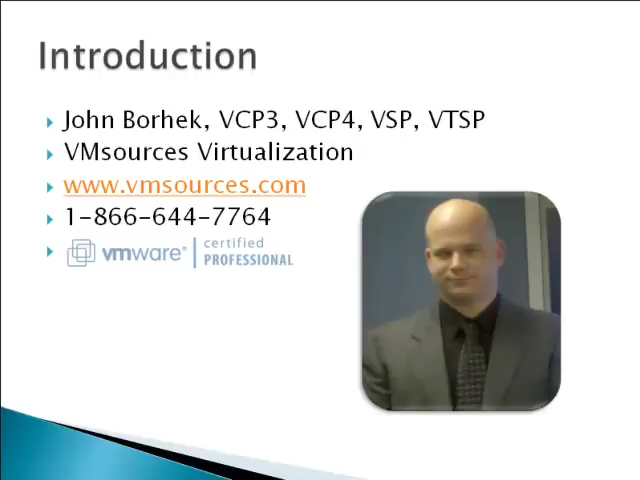 Introduction
John Borhek, VCP3, VCP4, VSP, VTSP
VMsources Virtualization
www.vmsources.com
1-866-644-7764
vmware® certified PROFESSIONAL